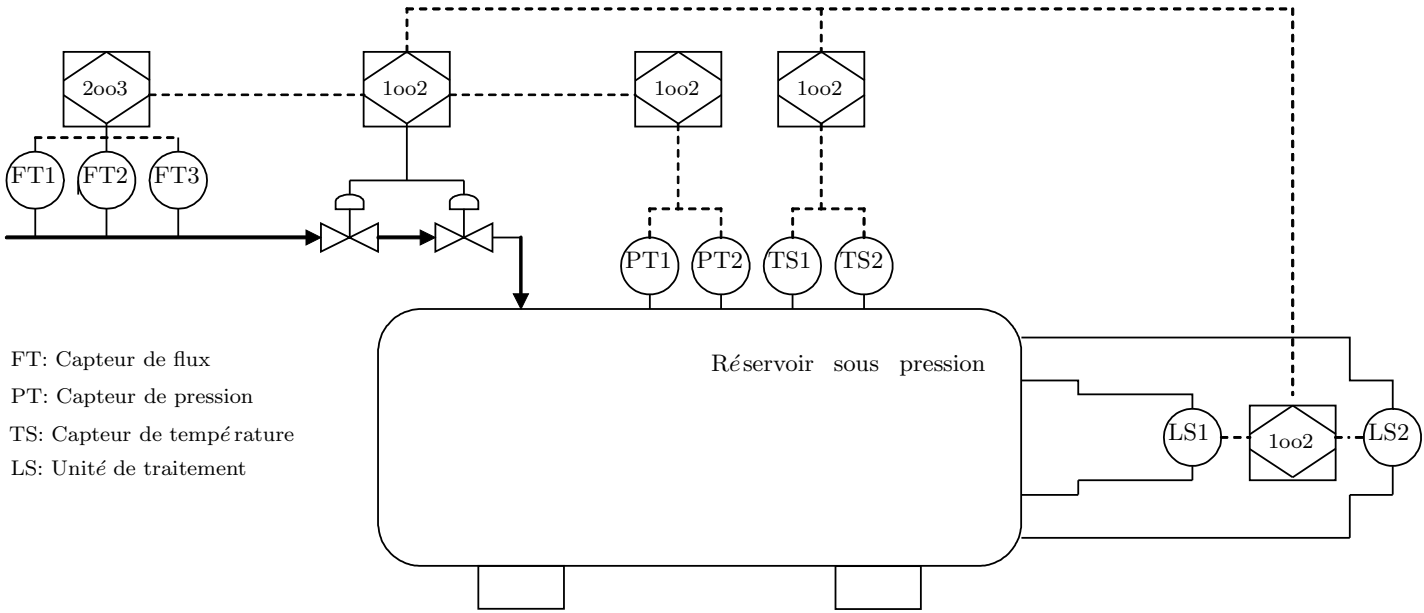 2oo3
1oo2
1oo2
1oo2
FT1
FT2
FT3
PT1
PT2
TS1
TS2
Réservoir sous pression
FT: Capteur de flux
PT: Capteur de pression
TS: Capteur de température
LS: Unité de traitement
LS1
1oo2
LS2